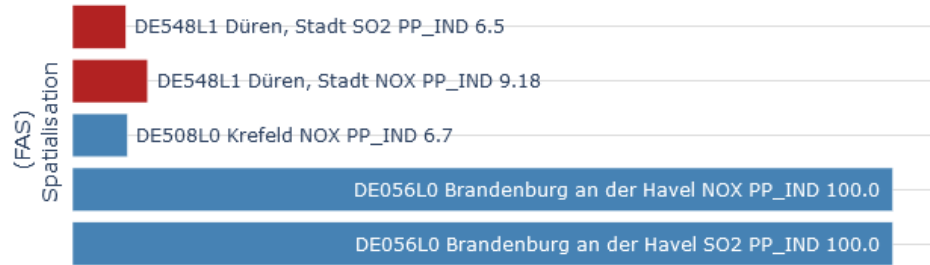 (FAS)
Spatialisation
DE548L1 Düren, Stadt SO2 PP_IND 6.5
DE548L1 Düren, Stadt NOX PP_IND 9.18
DE508L0 Krefeld NOX PP_IND 6.7
DE056L0 Brandenburg an der Havel NOX PP_IND 100.0
DE056L0 Brandenburg an der Havel SO2 PP_IND 100.0